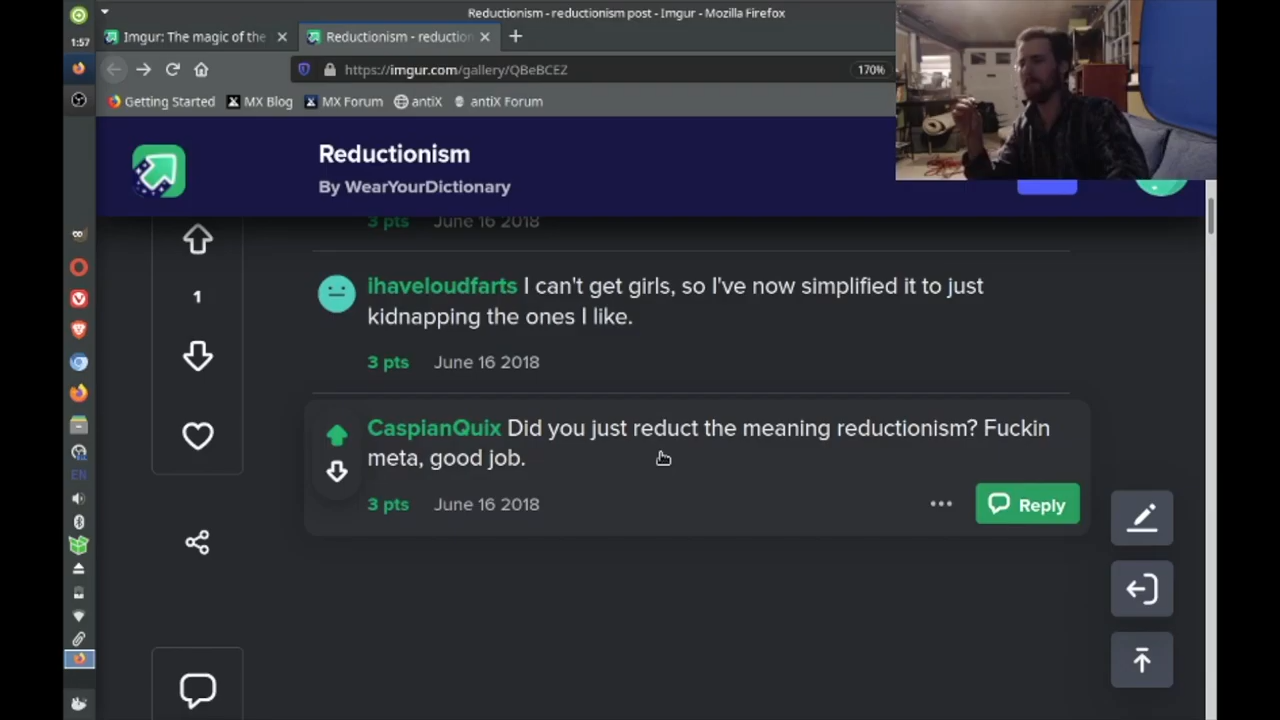 Reductionism - reductionism post - Imgur - Mozilla Firefox
1:57
Imgur: The magic of the
Reductionism - reduction
https://imgur.com/gallery/QBeBCEZ
170%
Getting Started
MX Blog
MX Forum
antiX
antiX Forum
Reductionism
By WearYourDictionary
3 pts June 16 2018
1
ihaveloudfarts I can't get girls, so I've now simplified it to just
kidnapping the ones I like.
3 pts June 16 2018
CaspianQuix Did you just reduct the meaning reductionism? Fuckin
meta, good job.
3 pts June 16 2018
Reply
EN